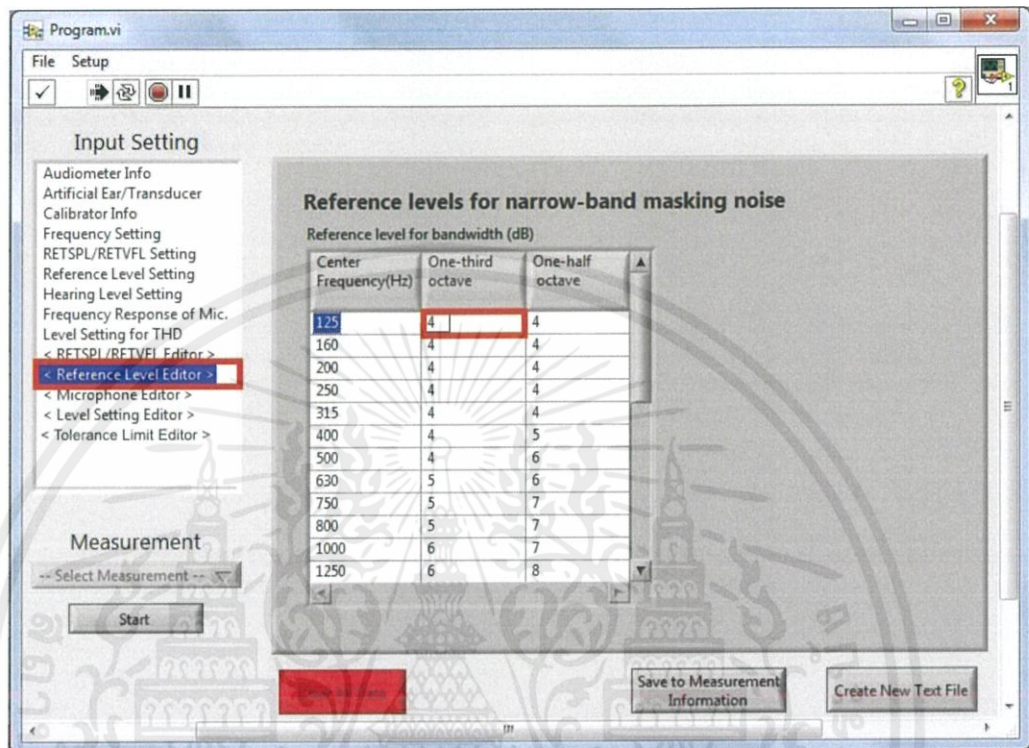 Program.vi
File Setup
1
Input Setting
Audiometer Info
Artificial Ear/Transducer
Calibrator Info
Frequency Setting
RETSPL/RETVFL Setting
Reference Level Setting
Hearing Level Setting
Frequency Response of Mic.
Level Setting for THD
< RETSPL/RETVFL Editor >
< Reference Level Editor >
< Microphone Editor >
< Level Setting Editor >
< Tolerance Limit Editor >
Measurement
-- Select Measurement --
Start
Reference levels for narrow-band masking noise
Reference level for bandwidth (dB)
Center Frequency(Hz) One-third octave One-half octave
125 4 4
160 4 4
200 4 4
250 4 4
315 4 4
400 4 5
500 4 6
630 5 6
750 5 7
800 5 7
1000 6 7
1250 6 8
Save to Measurement Information
Create New Text File